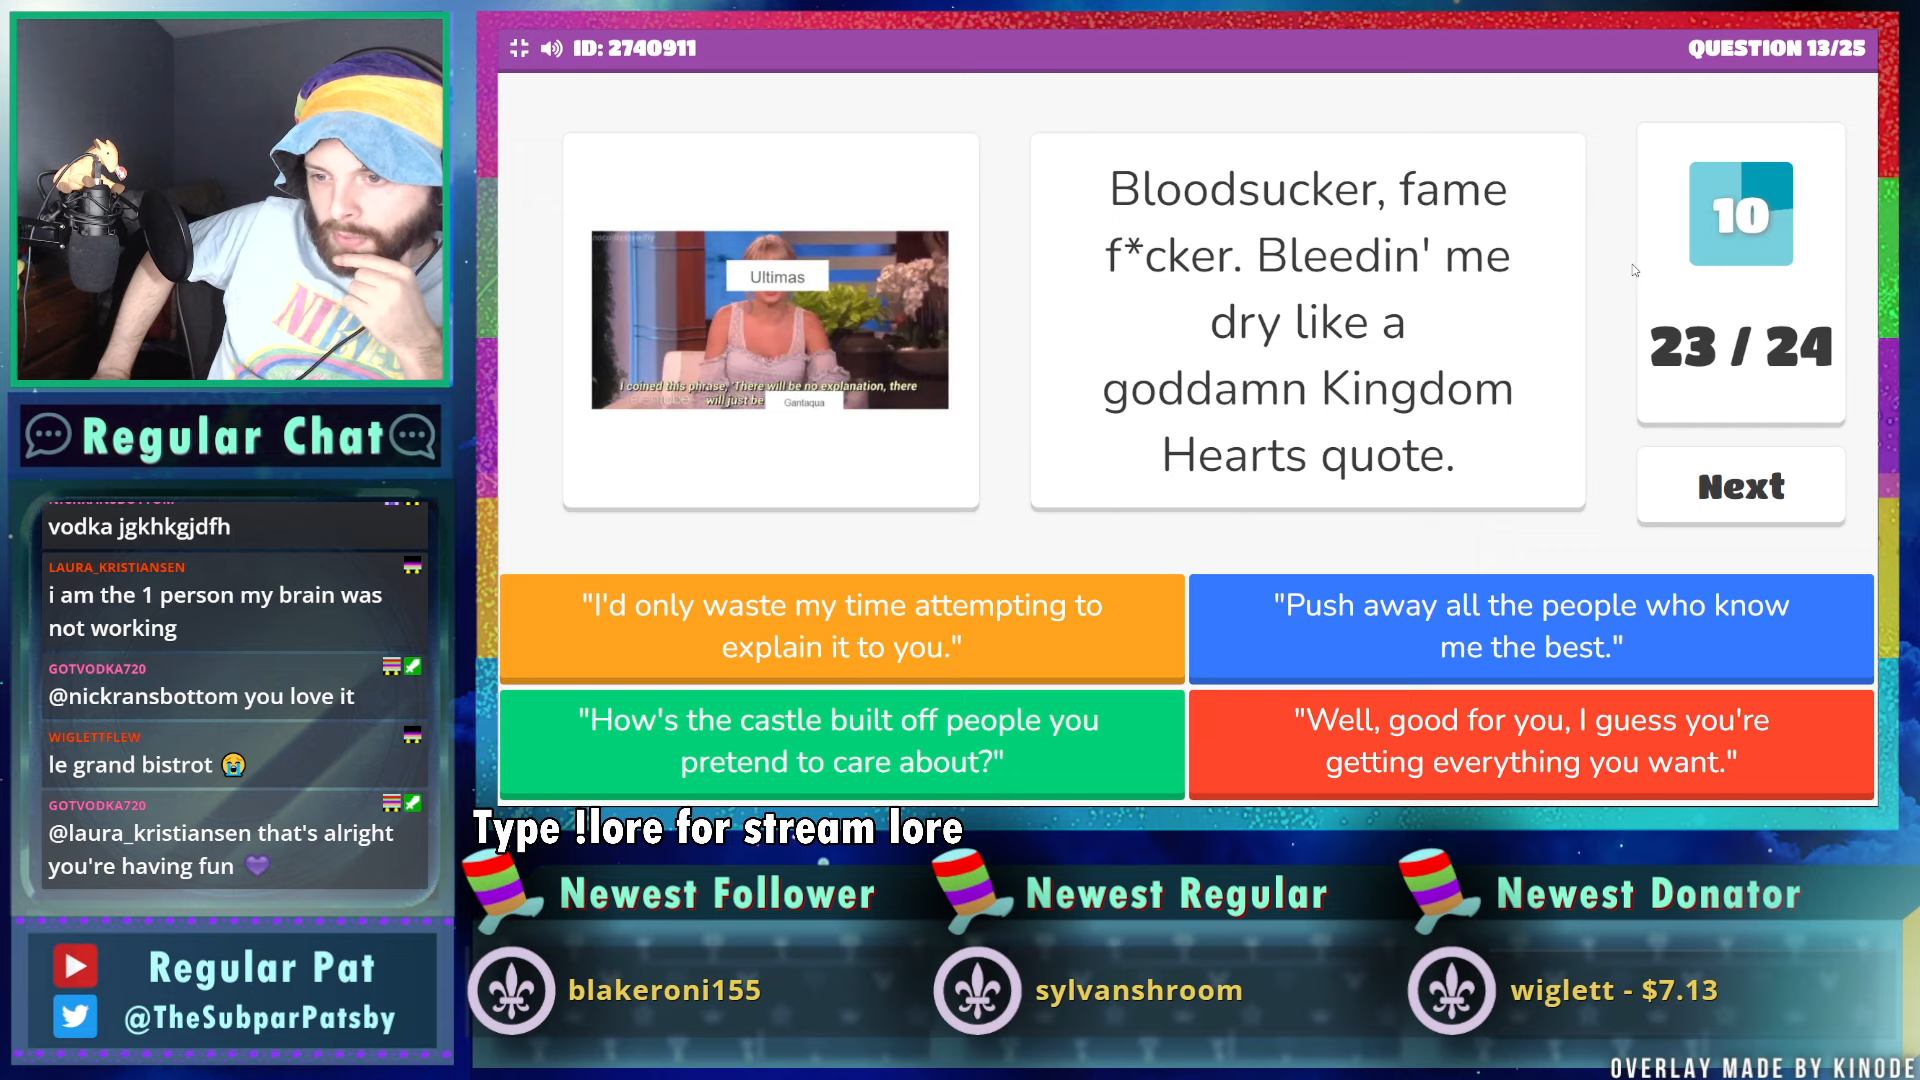 ID: 2740911
QUESTION 13/25
Ultimas
I coined this phrase, 'There will be no explanation, there
will just be
Gantaqua
Bloodsucker, fame
f*cker. Bleedin' me
dry like a
goddamn Kingdom
Hearts quote.
10
23 / 24
Next
"I'd only waste my time attempting to
explain it to you."
"Push away all the people who know
me the best."
"How's the castle built off people you
pretend to care about?"
"Well, good for you, I guess you're
getting everything you want."
Regular Chat
vodka jgkhkgjdfh
LAURA_KRISTIANSEN
i am the 1 person my brain was
not working
GOTVODKA720
@nickransbottom you love it
WIGLETTFLEW
le grand bistrot 😭
GOTVODKA720
@laura_kristiansen that's alright
you're having fun 💜
Regular Pat
@TheSubparPatsby
Type !lore for stream lore
Newest Follower
blakeroni155
Newest Regular
sylvanshroom
Newest Donator
wiglett - $7.13
OVERLAY MADE BY KINODE